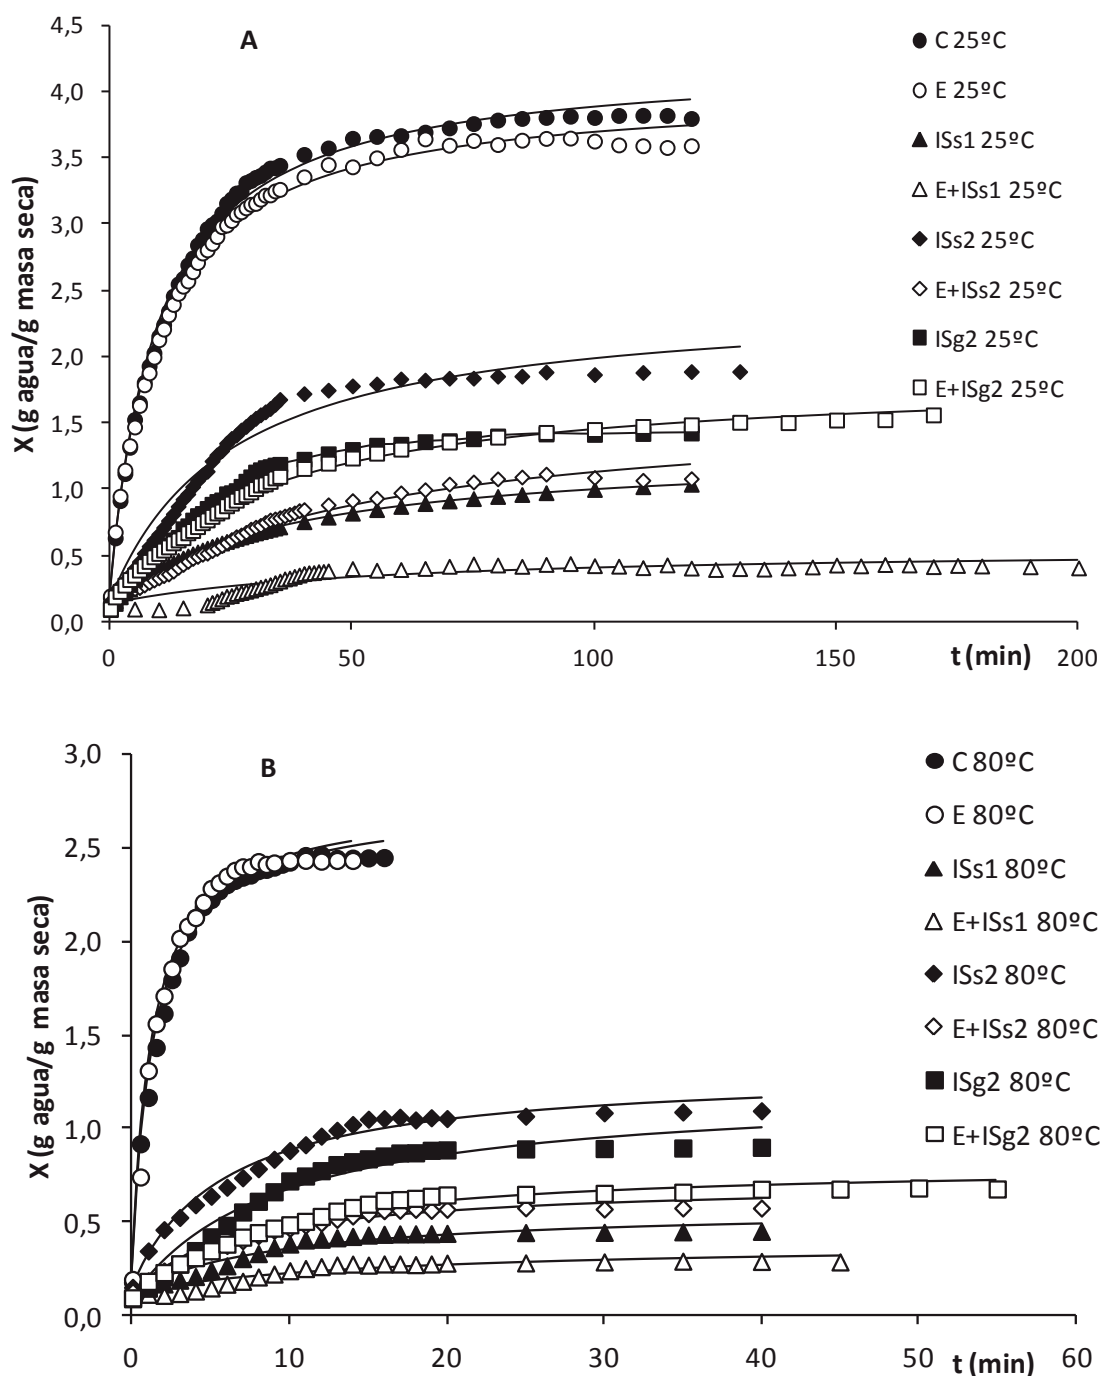 A
4,5
4,0
3,5
3,0
2,5
2,0
1,5
1,0
0,5
0,0
X (g agua/g masa seca)
C 25ºC
E 25ºC
ISs1 25ºC
E+ISs1 25ºC
ISs2 25ºC
E+ISs2 25ºC
ISg2 25ºC
E+ISg2 25ºC
0 50 100 150 t (min) 200
B
3,0
2,5
2,0
1,5
1,0
0,5
0,0
X (g agua/g masa seca)
C 80ºC
E 80ºC
ISs1 80ºC
E+ISs1 80ºC
ISs2 80ºC
E+ISs2 80ºC
ISg2 80ºC
E+ISg2 80ºC
0 10 20 30 40 50 t (min) 60